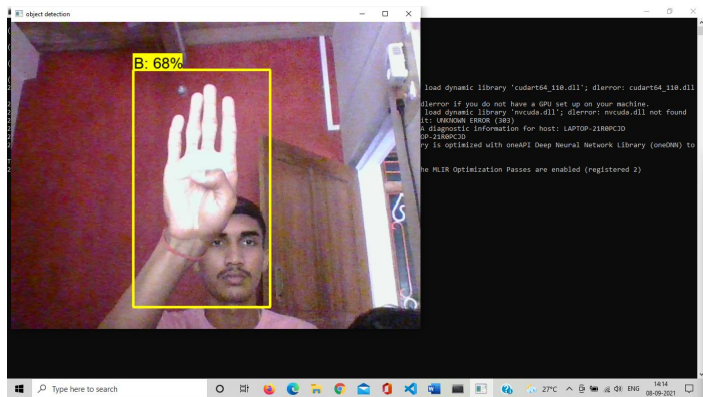 object detection
B: 68%
load dynamic library 'cudart64_110.dll'; dlerror: cudart64_110.dll
dlerror if you do not have a GPU set up on your machine.
load dynamic library 'nvcuda.dll'; dlerror: nvcuda.dll not found
it: UNKNOWN ERROR (303)
A diagnostic information for host: LAPTOP-21R0PCJD
OP-21R0PCJD
ry is optimized with oneAPI Deep Neural Network Library (oneDNN) to
he MLIR Optimization Passes are enabled (registered 2)
Type here to search
27°C
ENG
14:14
08-09-2021